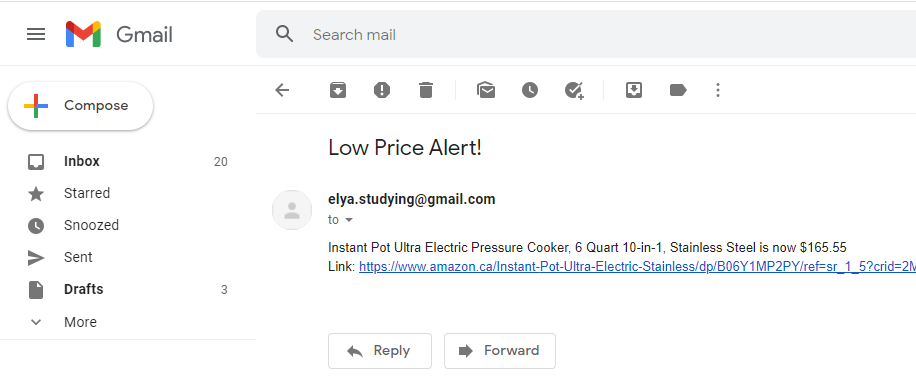 Gmail
Search mail
Compose
Low Price Alert!
Inbox 20
Starred
Snoozed
Sent
Drafts 3
More
elya.studying@gmail.com
to
Instant Pot Ultra Electric Pressure Cooker, 6 Quart 10-in-1, Stainless Steel is now $165.55
Link: https://www.amazon.ca/Instant-Pot-Ultra-Electric-Stainless/dp/B06Y1MP2PY/ref=sr_1_5?crid=2M
Reply
Forward